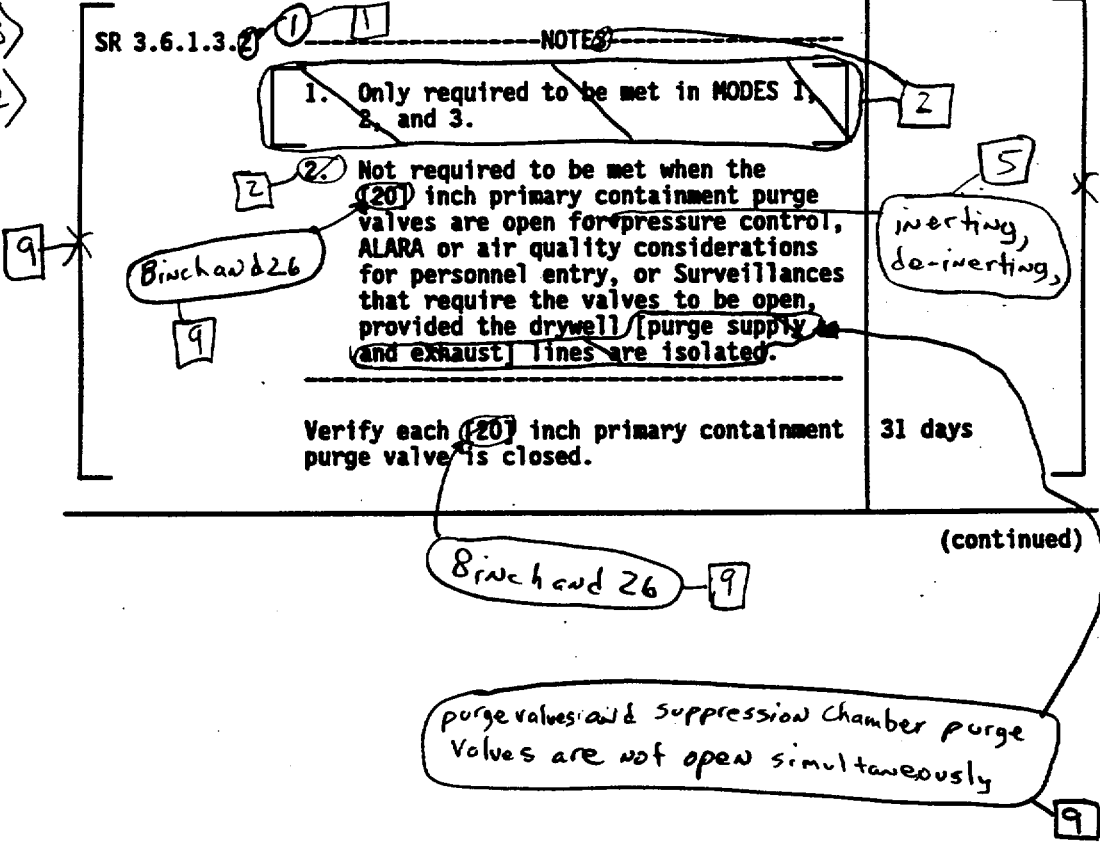 SR 3.6.1.3.2 1 1
NOTES
1. Only required to be met in MODES 1,
2, and 3.
2
2. Not required to be met when the
[20] inch primary containment purge
valves are open for pressure control,
ALARA or air quality considerations
for personnel entry, or Surveillances
that require the valves to be open,
provided the drywell [purge supply
and exhaust] lines are isolated.
2
5
inerting,
de-inerting,
9
8 inch and 26
9
Verify each [20] inch primary containment
purge valve is closed.
31 days
(continued)
8 inch and 26
9
purge valves and suppression chamber purge
valves are not open simultaneously
9